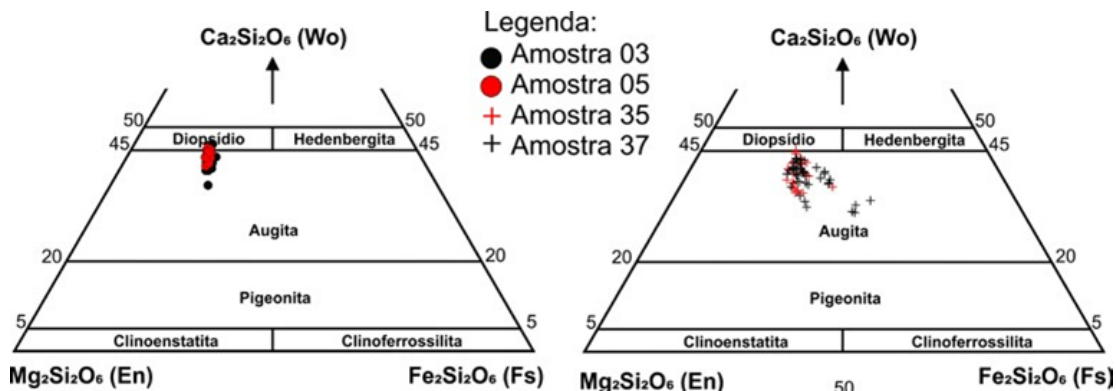 Legenda:
Amostra 03
Amostra 05
Amostra 35
Amostra 37
Ca₂Si₂O₆ (Wo)
50
50
45
Diopsídio
Hedenbergita
45
Augita
20
20
Pigeonita
5
5
Clinoenstatita
Clinoferrossilita
Mg₂Si₂O₆ (En)
Fe₂Si₂O₆ (Fs)
Ca₂Si₂O₆ (Wo)
50
50
45
Diopsídio
Hedenbergita
45
Augita
20
20
Pigeonita
5
5
Clinoenstatita
Clinoferrossilita
Mg₂Si₂O₆ (En)
Fe₂Si₂O₆ (Fs)
50